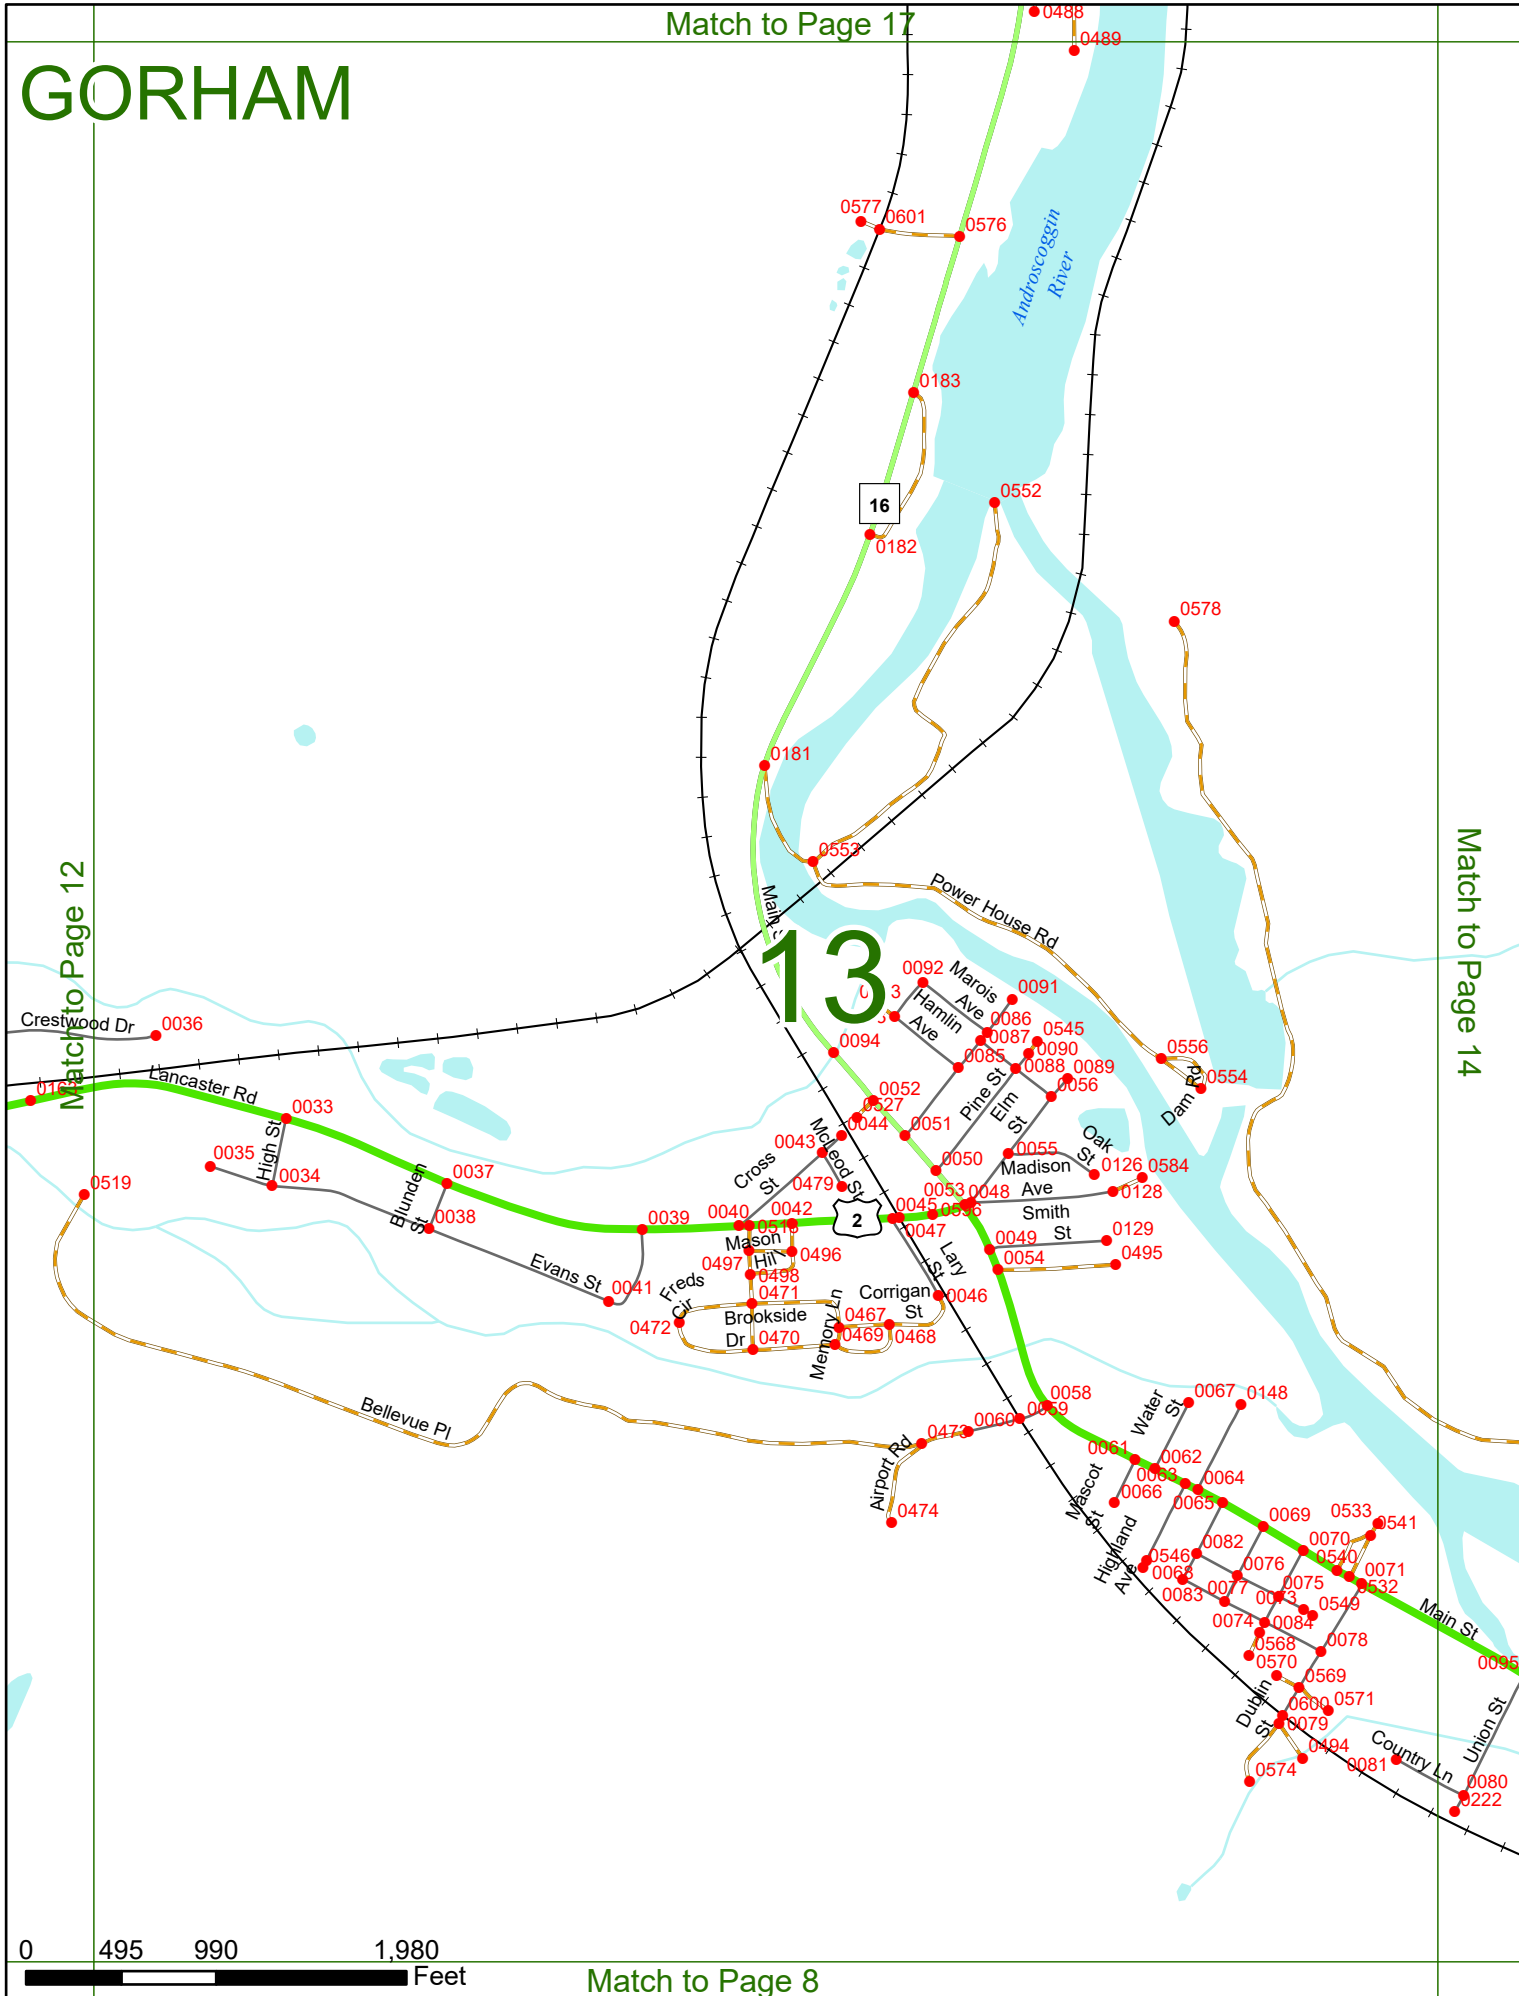 Match to Page 17
0488
0489
GORHAM
0577
0601
0576
Androscoggin
River
0183
16
0182
0552
0578
0181
0553
Power House Rd
Match to Page 12
Match to Page 14
13
0092
Marois
Ave
0091
Hamlin
Ave
0086
0087
0545
0090
0085
0088
0089
0056
0094
0556
0554
Dam Rd
Crestwood Dr
0036
Lancaster Rd
0033
0035
High St
0034
0519
Blunden
St
0037
0038
0039
Evans St
0041
0052
0527
0044
0043
McLeod St
0051
Pine St
Elm
St
0050
0055
Oak
St
Madison
Ave
0126
0584
0128
Cross
St
0479
0053
0048
0040
0042
2
0045
0047
Smith
St
0049
0129
0054
0495
Mason
0497
0496
0498
Lary
St
Freds
Cir
0471
0472
Brookside
Dr
0470
Memory Ln
0467
0469
0468
Corrigan
St
0046
Bellevue Pl
0058
0059
0060
0473
Airport Rd
0474
Water
St
0067
0148
0061
0062
0063
0064
0065
Mascot
St
0066
Highland
Ave
0069
0533
0541
0070
0540
0071
0532
0082
0546
0068
0076
0083
0077
0075
0073
0549
0074
0084
0078
Main St
0568
0570
0569
0571
Dublin
St
0600
0079
0494
0574
0095
Union St
Country Ln
0081
0080
0222
0 495 990 1,980
Feet
Match to Page 8